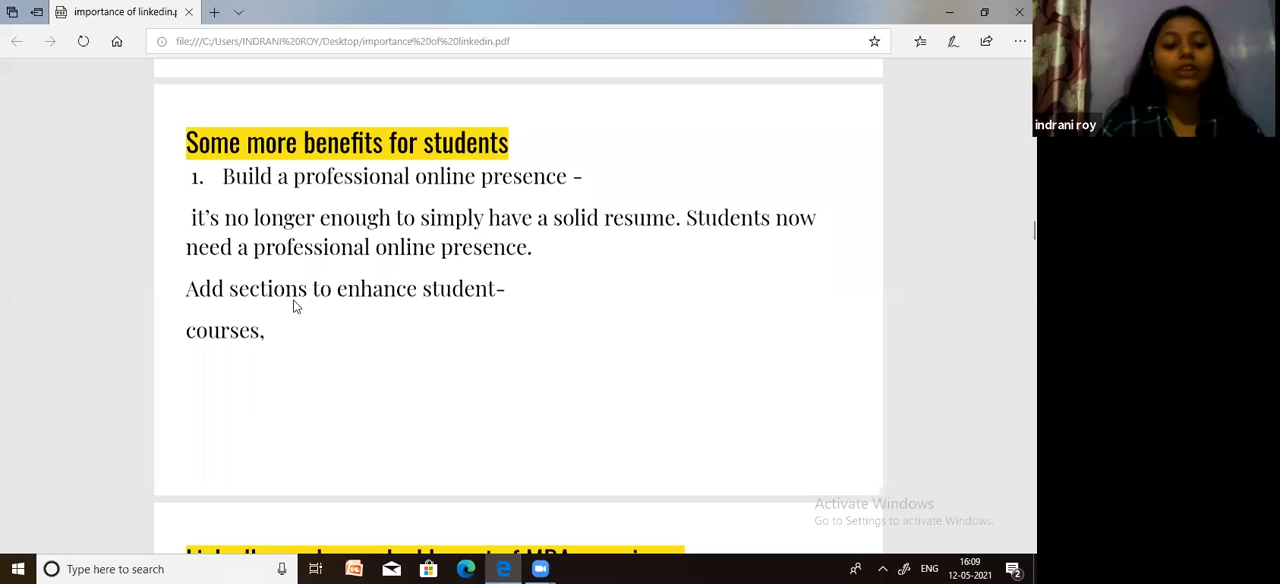 importance of linkedin.p
file:///C:/Users/INDRANI%20ROY/Desktop/importance%20of%20linkedin.pdf
indrani roy
Some more benefits for students
1. Build a professional online presence -
it's no longer enough to simply have a solid resume. Students now
need a professional online presence.
Add sections to enhance student-
courses,
Activate Windows
Go to Settings to activate Windows.
Type here to search
ENG
16:09
12-05-2021
2